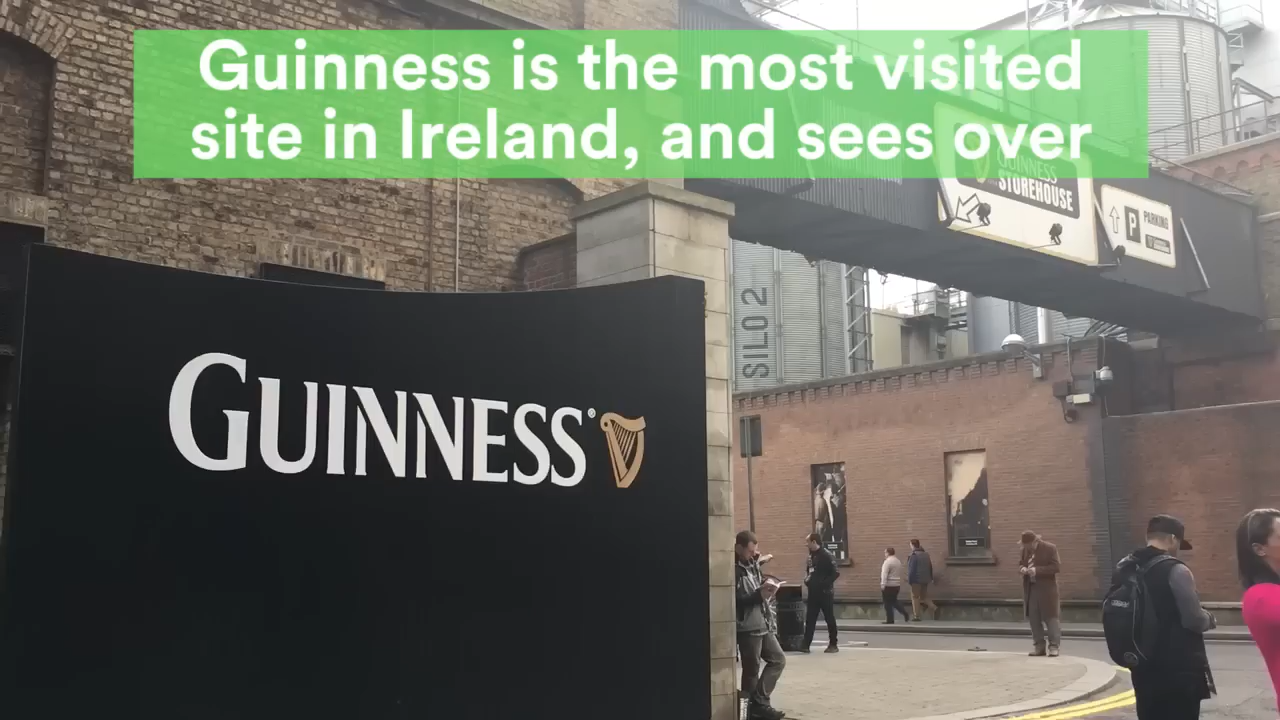 Guinness is the most visited
site in Ireland, and sees over
GUINNESS
STOREHOUSE
P
PARKING
SILO 2
GUINNESS®